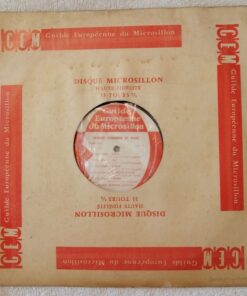 Guilde Européenne du Microsillon
GEM
GEM
Guilde Européenne du Microsillon
DISQUE MICROSILLON
HAUTE FIDÉLITÉ
33 TOURS ⅓
Guilde
Européenne
du Microsillon
DISQUE MICROSILLON
HAUTE FIDÉLITÉ
33 TOURS ⅓
Guilde Européenne du Microsillon
GEM
GEM
Guilde Européenne du Microsillon